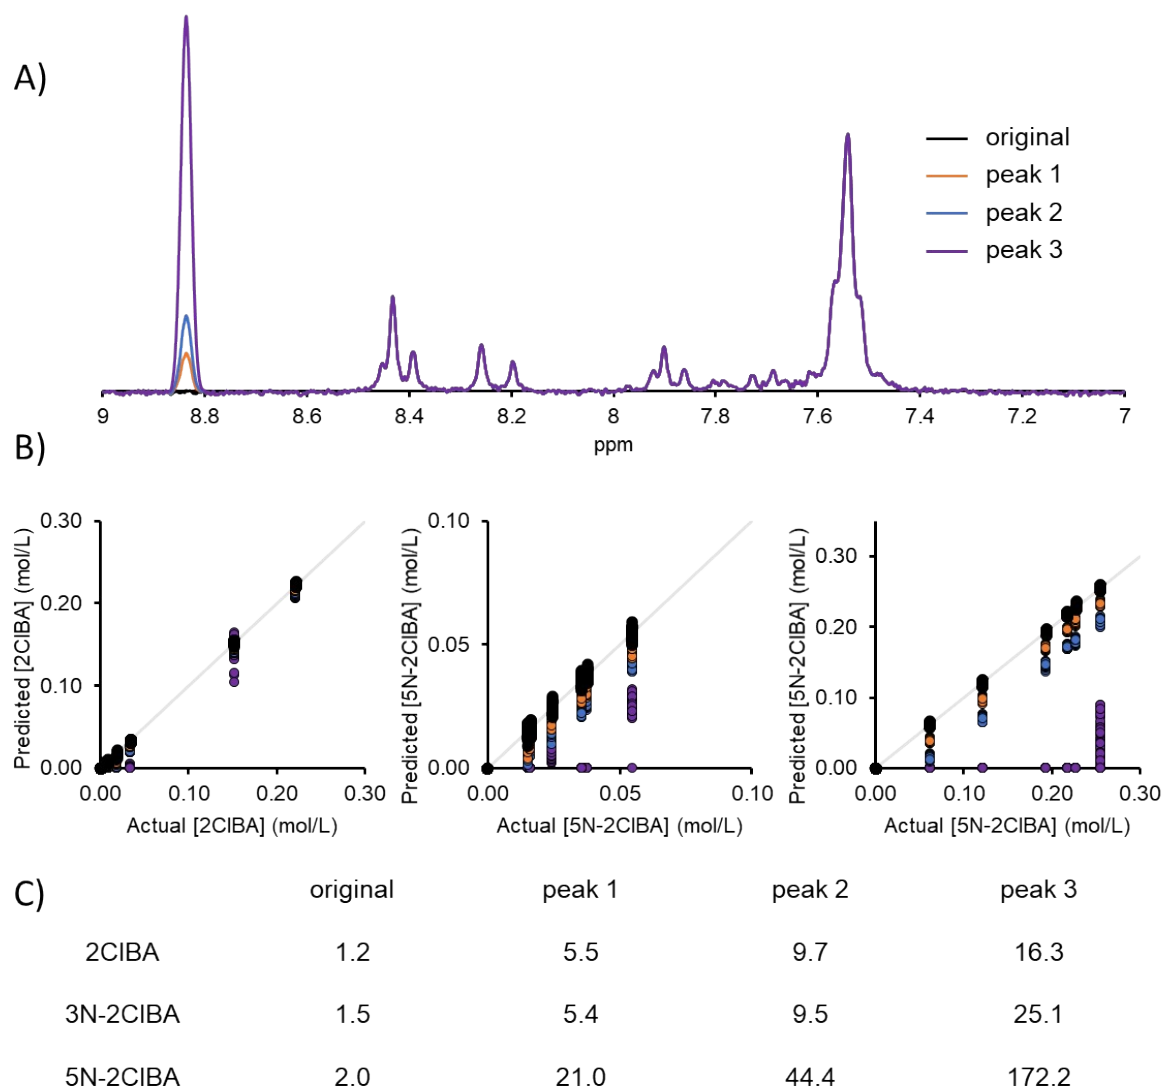 A)
original
peak 1
peak 2
peak 3
9 8.8 8.6 8.4 8.2 8 7.8 7.6 7.4 7.2 7
ppm
B)
Predicted [2ClBA] (mol/L)
0.30
0.20
0.10
0.00
0.00 0.10 0.20 0.30
Actual [2ClBA] (mol/L)
Predicted [5N-2ClBA] (mol/L)
0.10
0.05
0.00
0.00 0.05 0.10
Actual [5N-2ClBA] (mol/L)
Predicted [5N-2ClBA] (mol/L)
0.30
0.20
0.10
0.00
0.00 0.10 0.20 0.30
Actual [5N-2ClBA] (mol/L)
C)
original peak 1 peak 2 peak 3
2ClBA 1.2 5.5 9.7 16.3
3N-2ClBA 1.5 5.4 9.5 25.1
5N-2ClBA 2.0 21.0 44.4 172.2